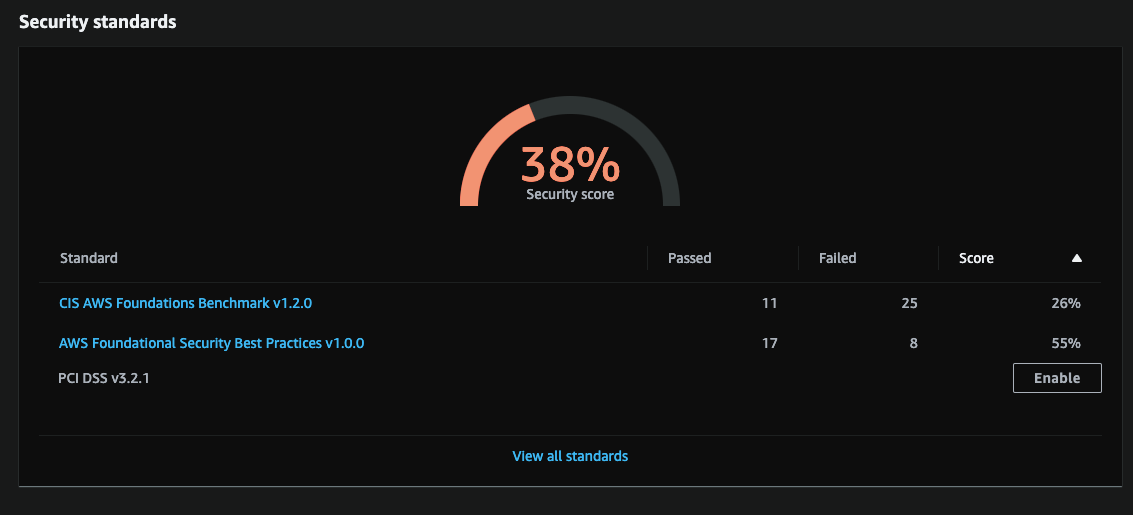 Security standards
38%
Security score
Standard Passed Failed Score ▲
CIS AWS Foundations Benchmark v1.2.0 11 25 26%
AWS Foundational Security Best Practices v1.0.0 17 8 55%
PCI DSS v3.2.1 Enable
View all standards